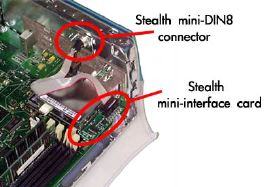 Stealth mini-DIN8
connector
Stealth
mini-interface card